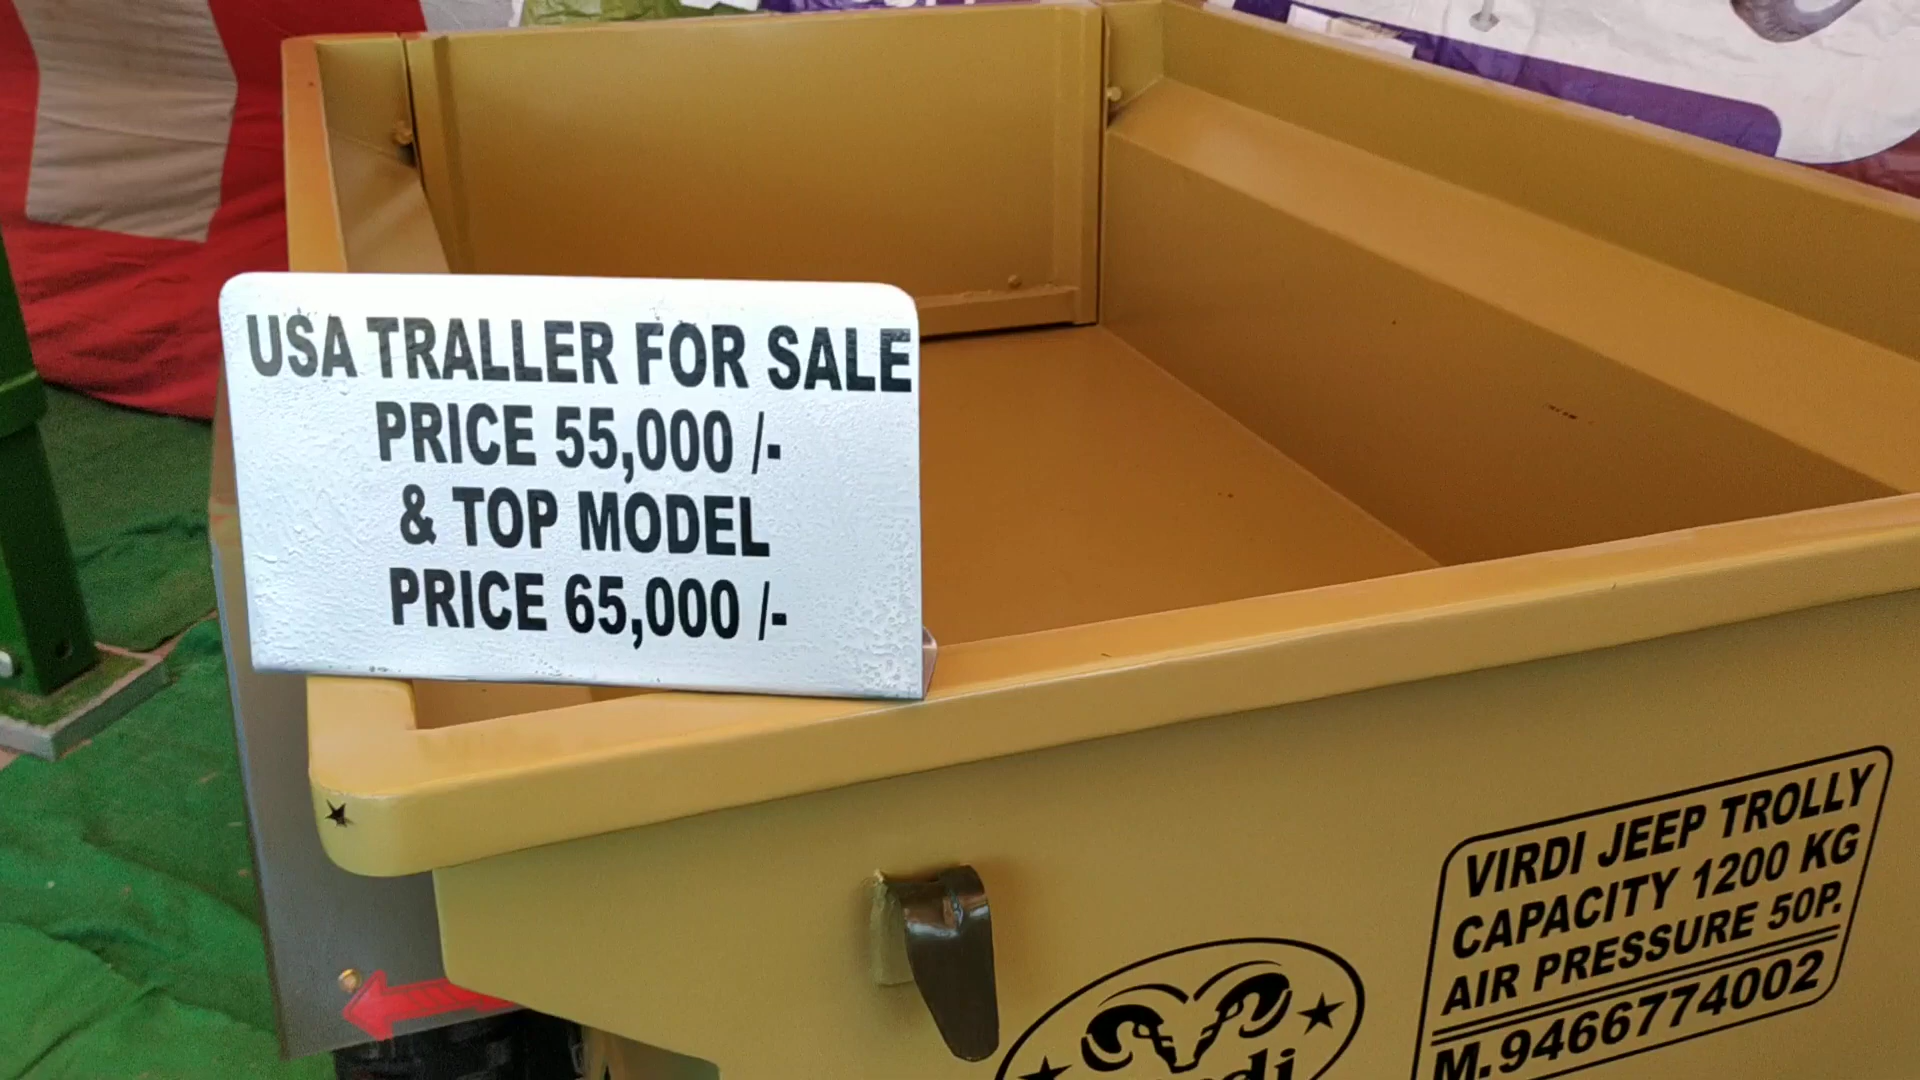 USA TRALLER FOR SALE
PRICE 55,000 /-
& TOP MODEL
PRICE 65,000 /-
VIRDI JEEP TROLLY
CAPACITY 1200 KG
AIR PRESSURE 50P.
M.9466774002